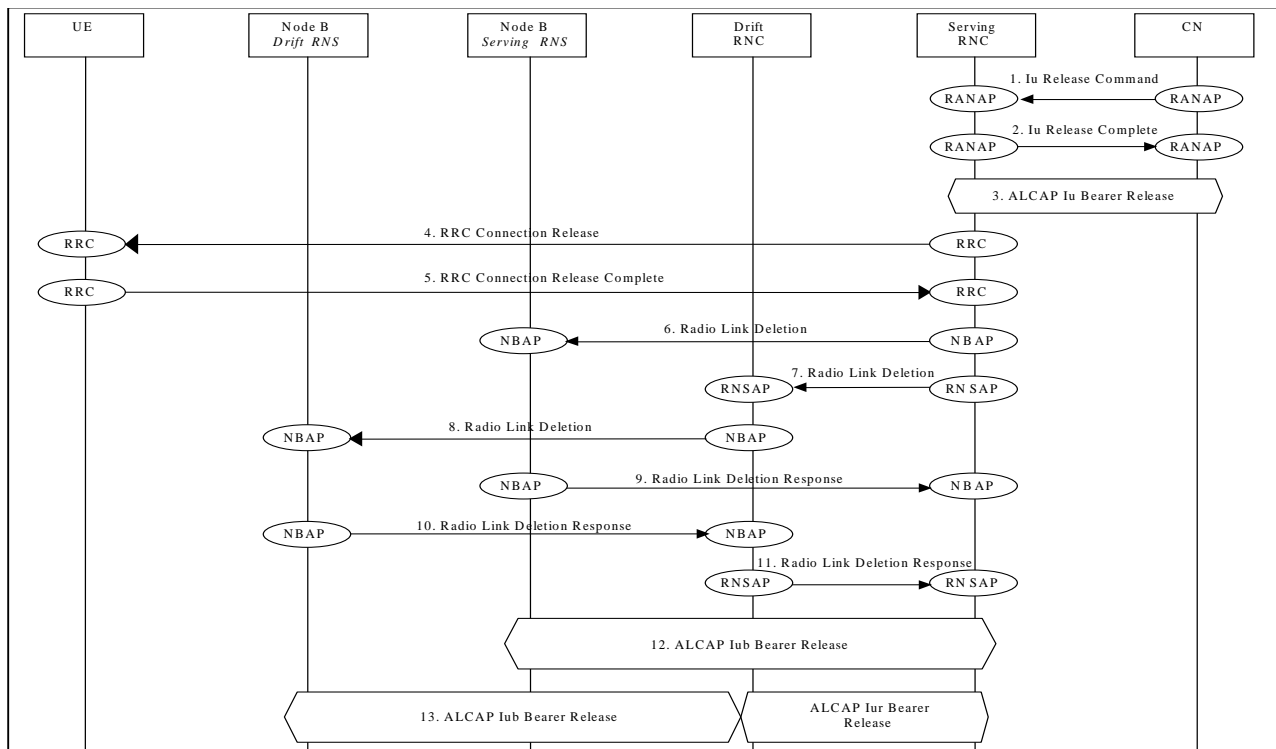 UE
Node B
Drift RNS
Node B
Serving RNS
Drift
RNC
Serving
RNC
CN
1. Iu Release Command
RANAP
RANAP
2. Iu Release Complete
RANAP
RANAP
3. ALCAP Iu Bearer Release
4. RRC Connection Release
RRC
RRC
5. RRC Connection Release Complete
RRC
RRC
6. Radio Link Deletion
NBAP
NBAP
7. Radio Link Deletion
RNSAP
RNSAP
8. Radio Link Deletion
NBAP
NBAP
9. Radio Link Deletion Response
NBAP
NBAP
10. Radio Link Deletion Response
NBAP
NBAP
11. Radio Link Deletion Response
RNSAP
RNSAP
12. ALCAP Iub Bearer Release
13. ALCAP Iub Bearer Release
ALCAP Iur Bearer
Release